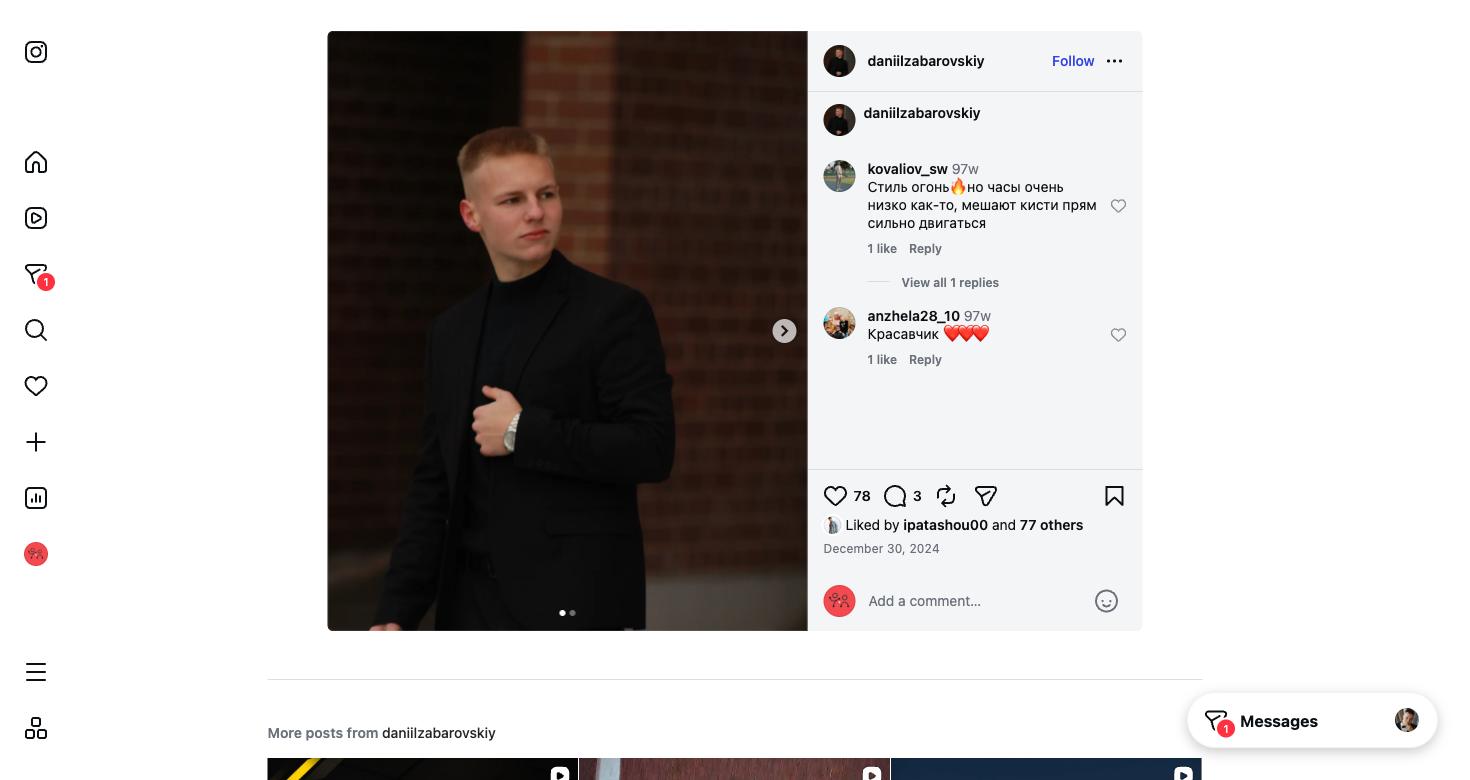 daniilzabarovskiy
Follow
daniilzabarovskiy
kovaliov_sw 97w
Стиль огонь🔥но часы очень
низко как-то, мешают кисти прям
сильно двигаться
1 like Reply
View all 1 replies
anzhela28_10 97w
Красавчик ❤️❤️❤️
1 like Reply
78 3
Liked by ipatashou00 and 77 others
December 30, 2024
Add a comment...
1
More posts from daniilzabarovskiy
1 Messages